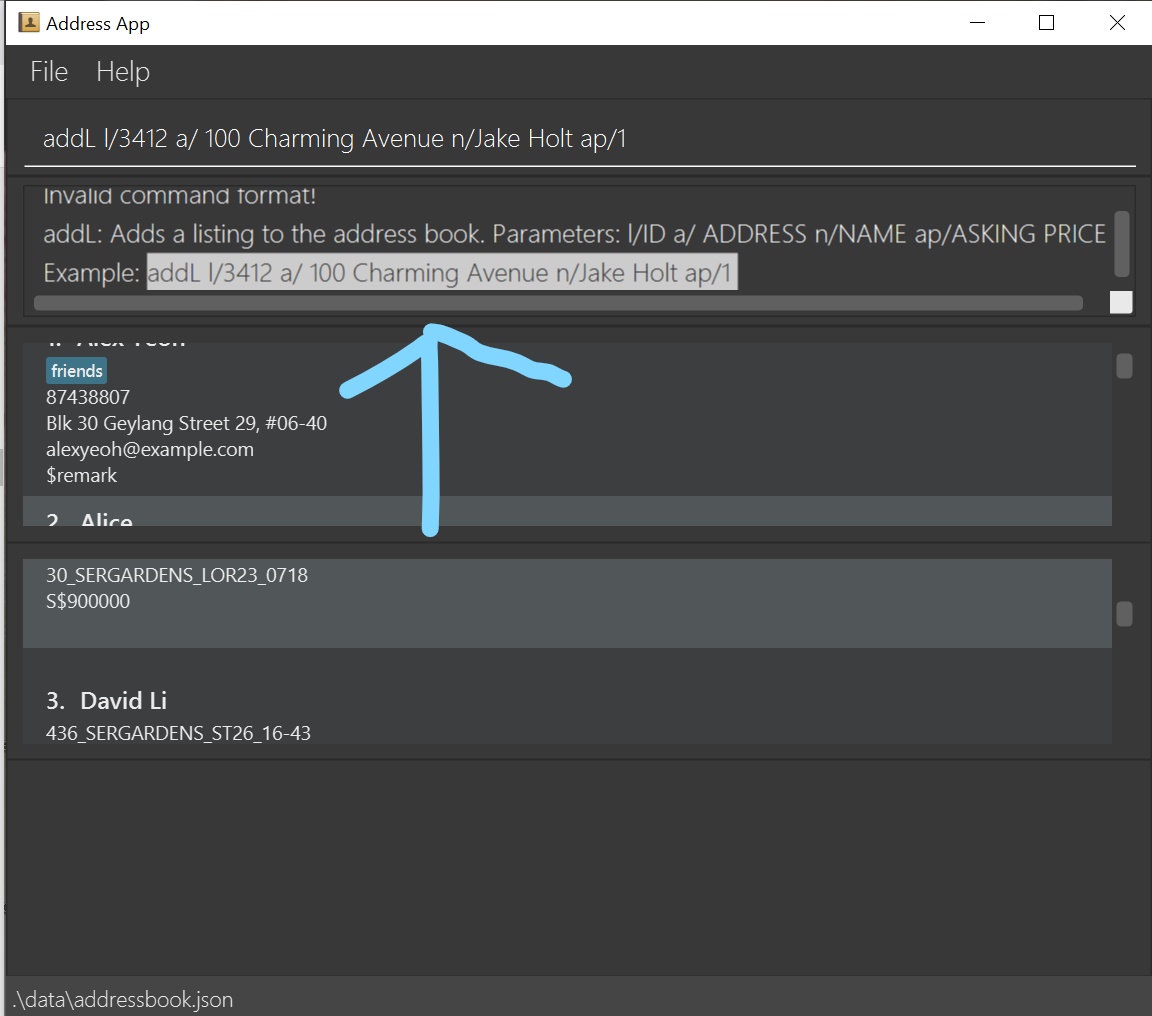 Address App
File Help
addL l/3412 a/ 100 Charming Avenue n/Jake Holt ap/1
Invalid command format!
addL: Adds a listing to the address book. Parameters: l/ID a/ ADDRESS n/NAME ap/ASKING PRICE
Example: addL l/3412 a/ 100 Charming Avenue n/Jake Holt ap/1
1. Alex Yeoh
friends
87438807
Blk 30 Geylang Street 29, #06-40
alexyeoh@example.com
$remark
2. Alice
30_SERGARDENS_LOR23_0718
S$900000
3. David Li
436_SERGARDENS_ST26_16-43
.\data\addressbook.json